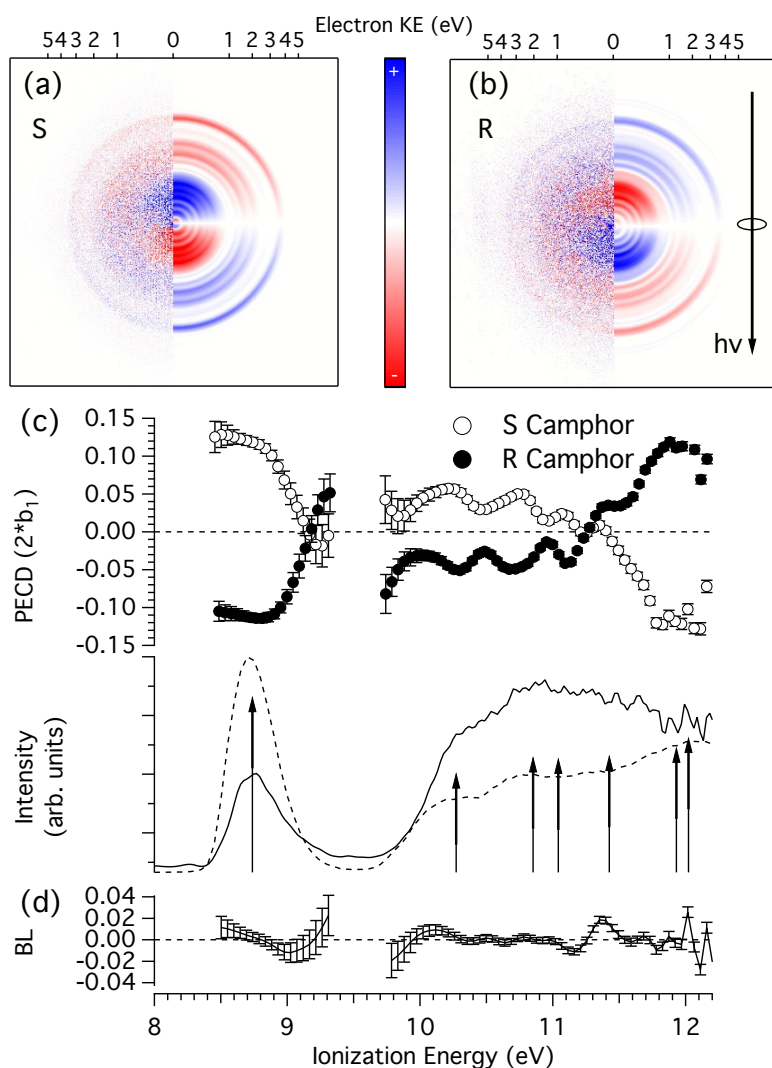 Electron KE (eV)
5 4 3 2 1 0 1 2 3 4 5
5 4 3 2 1 0 1 2 3 4 5
(a)
S
+
-
(b)
R
hν
(c)
0.15
0.10
0.05
0.00
-0.05
-0.10
-0.15
PECD (2*b1)
S Camphor
R Camphor
Intensity
(arb. units)
(d)
0.04
0.02
0.00
-0.02
-0.04
BL
8 9 10 11 12
Ionization Energy (eV)